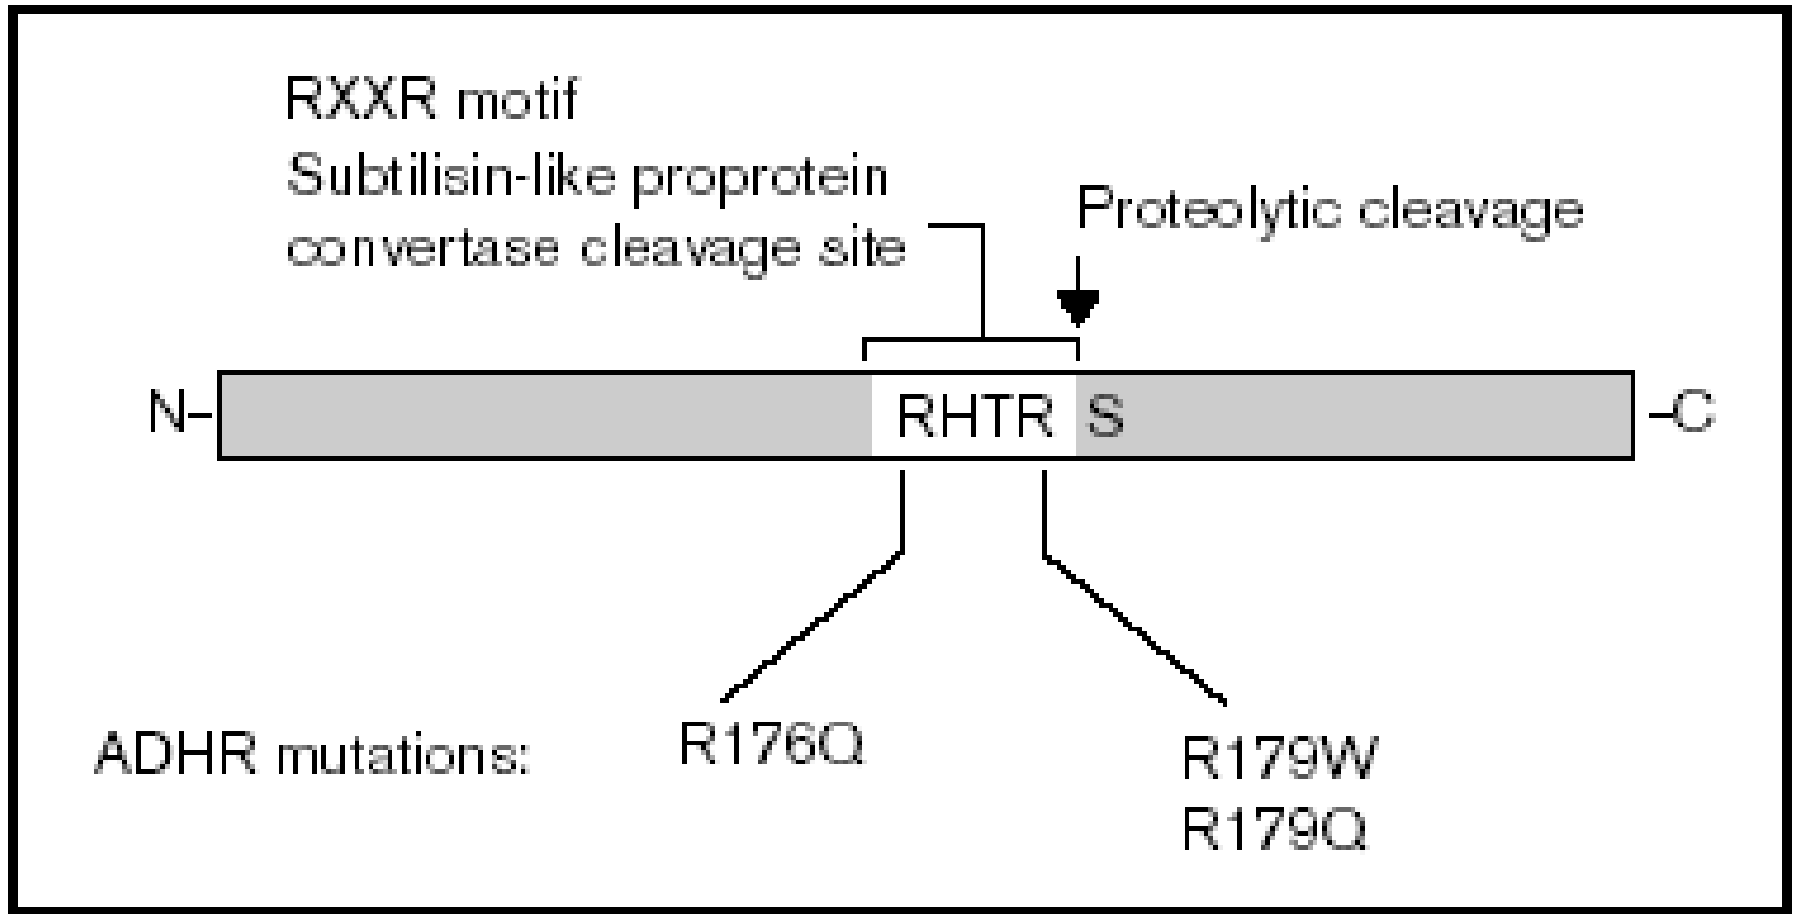 RXXR motif
Subtilisin-like proprotein
convertase cleavage site
Proteolytic cleavage
N-
RHTR S
-C
ADHR mutations:
R176Q
R179W
R179Q